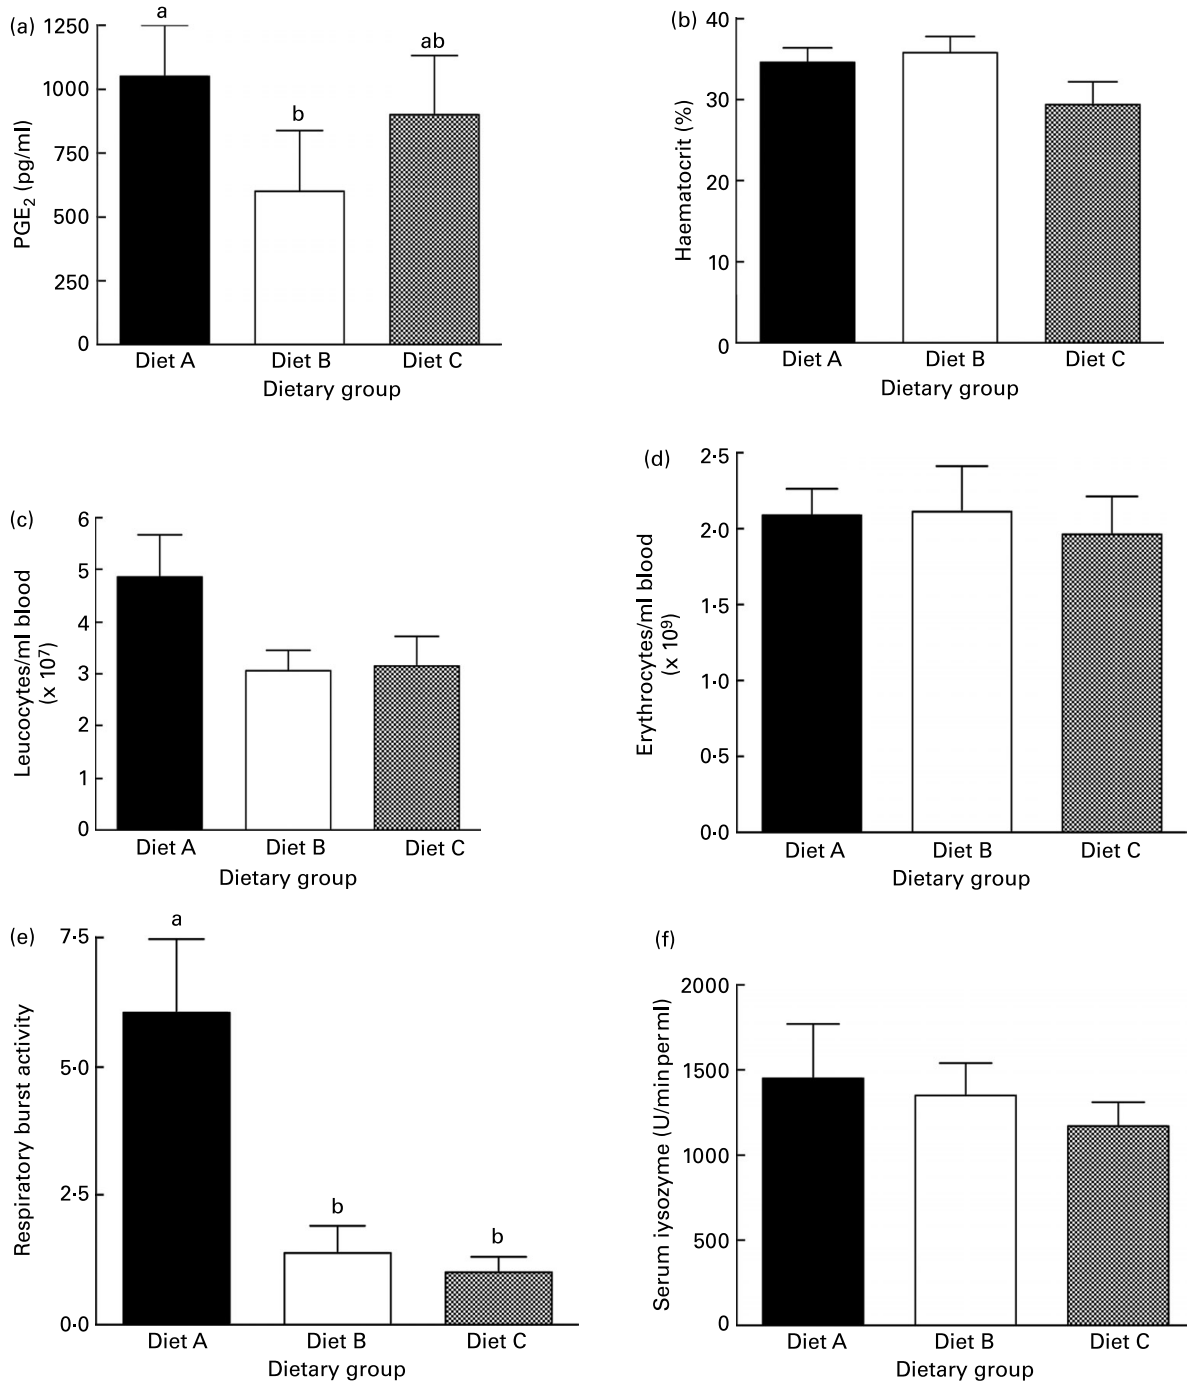 (a)
1250
1000
750
500
250
0
PGE₂ (pg/ml)
a
b
ab
Diet A Diet B Diet C
Dietary group
(b)
40
30
20
10
0
Haematocrit (%)
Diet A Diet B Diet C
Dietary group
(c)
6
5
4
3
2
1
0
Leucocytes/ml blood
(x 10⁷)
Diet A Diet B Diet C
Dietary group
(d)
2·5
2·0
1·5
1·0
0·5
0·0
Erythrocytes/ml blood
(x 10⁹)
Diet A Diet B Diet C
Dietary group
(e)
7·5
5·0
2·5
0·0
Respiratory burst activity
a
b
b
Diet A Diet B Diet C
Dietary group
(f)
2000
1500
1000
500
0
Serum iysozyme (U/minperml)
Diet A Diet B Diet C
Dietary group